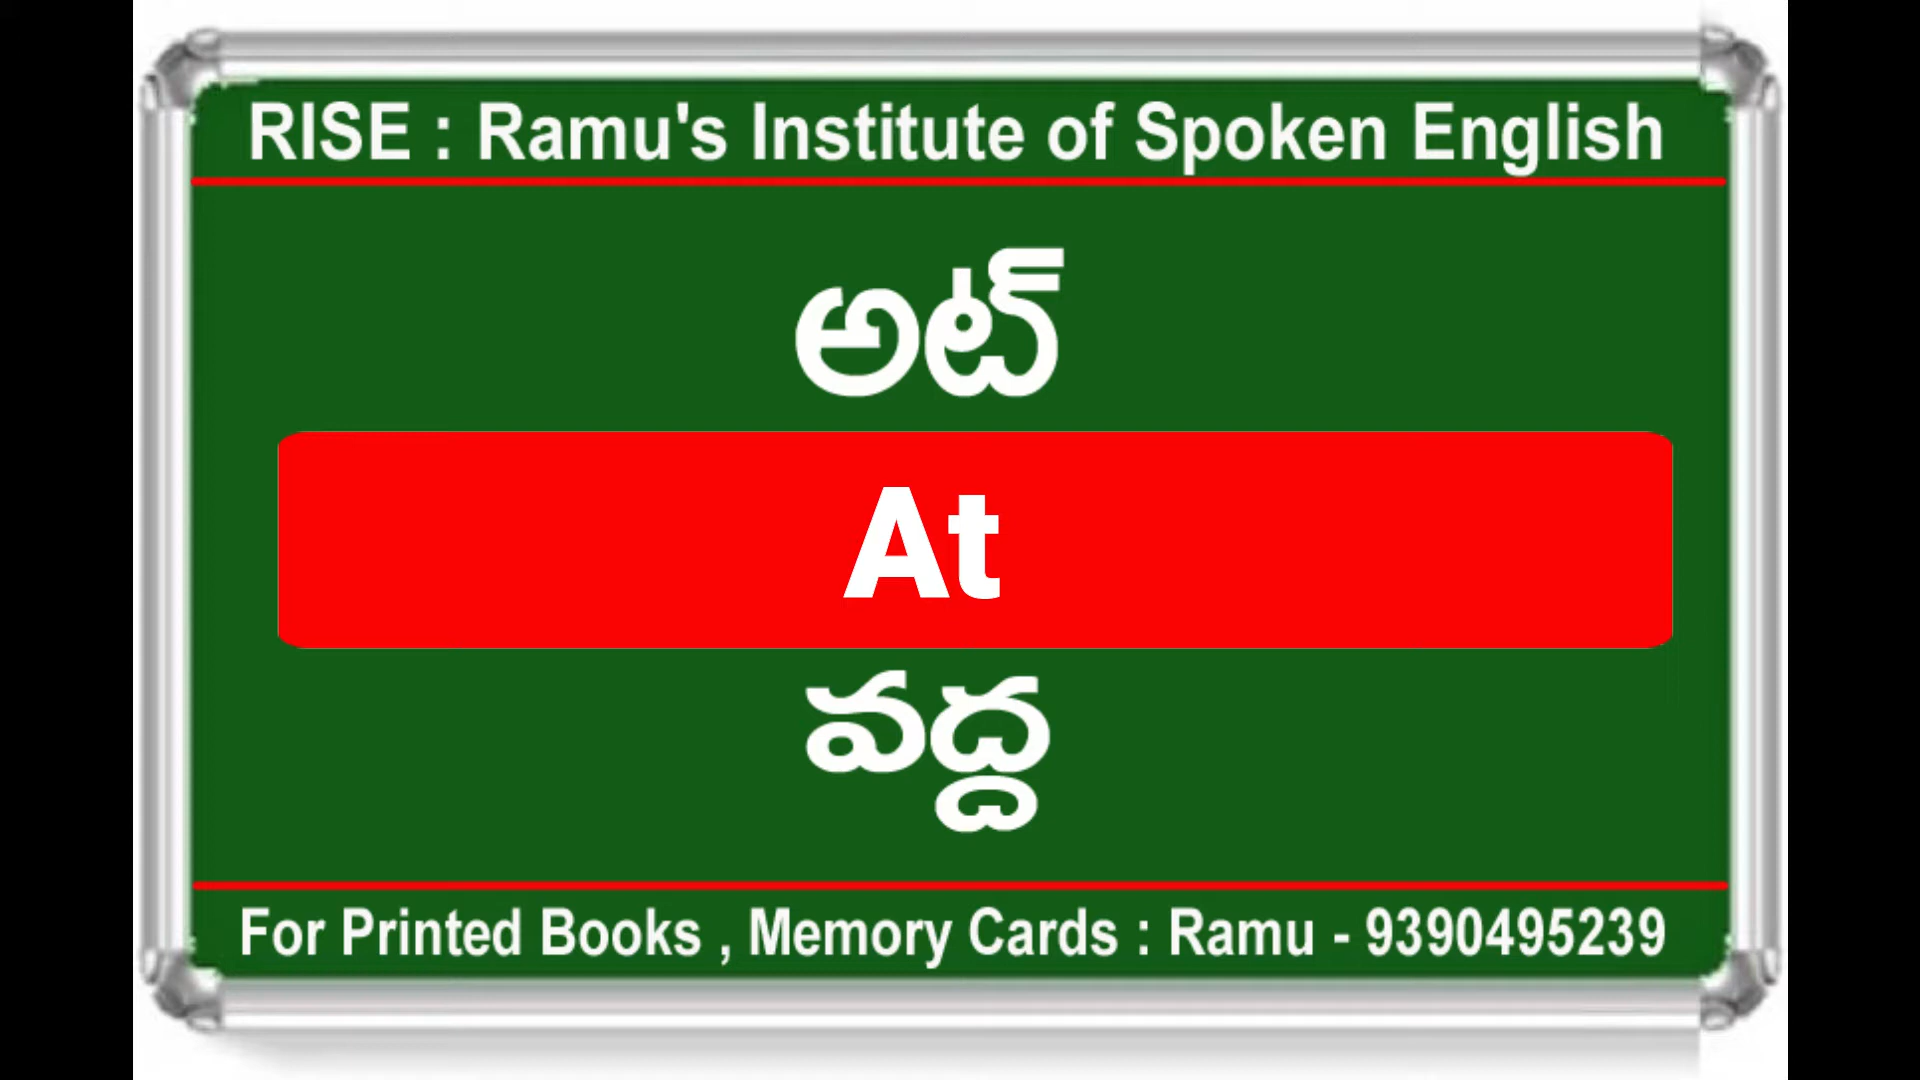 RISE : Ramu's Institute of Spoken English
అట్
At
వద్ద
For Printed Books , Memory Cards : Ramu - 9390495239